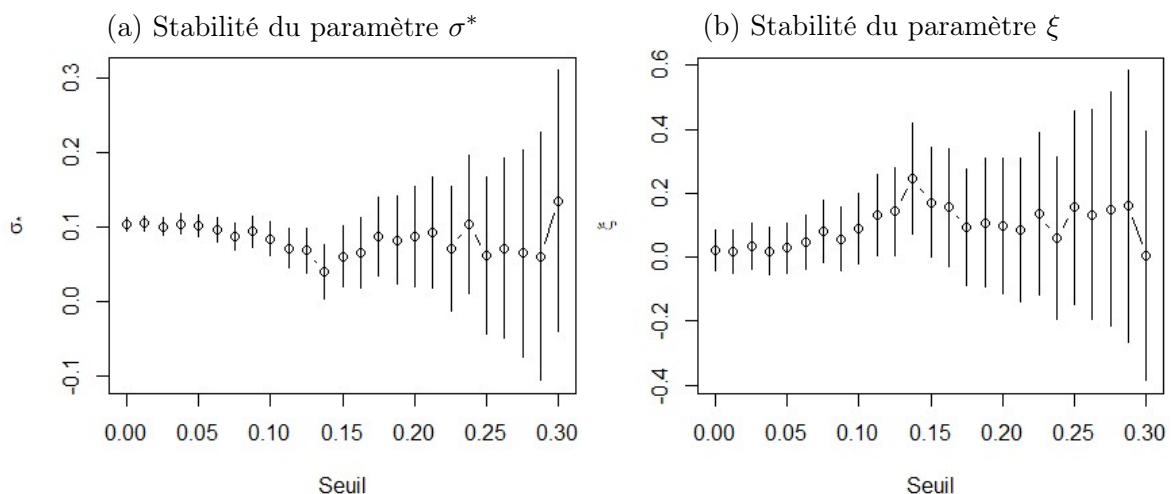 (a) Stabilité du paramètre σ*
(b) Stabilité du paramètre ξ
0.3
0.2
0.1
0.0
-0.1
σ*
0.00 0.05 0.10 0.15 0.20 0.25 0.30
Seuil
0.6
0.4
0.2
0.0
-0.2
-0.4
ξ
0.00 0.05 0.10 0.15 0.20 0.25 0.30
Seuil